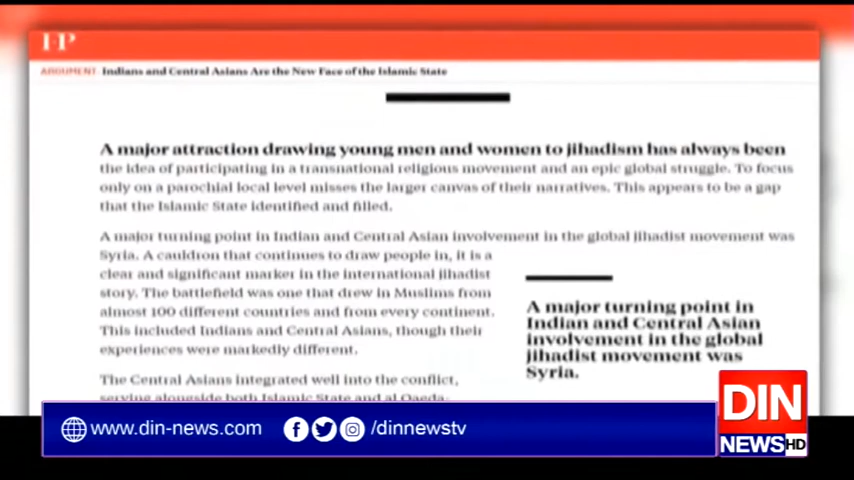 FP
ARGUMENT Indians and Central Asians Are the New Face of the Islamic State
A major attraction drawing young men and women to jihadism has always been
the idea of participating in a transnational religious movement and an epic global struggle. To focus
only on a parochial local level misses the larger canvas of their narratives. This appears to be a gap
that the Islamic State identified and filled.
A major turning point in Indian and Central Asian involvement in the global jihadist movement was
Syria. A cauldron that continues to draw people in, it is a
clear and significant marker in the international jihadist
story. The battlefield was one that drew in Muslims from
almost 100 different countries and from every continent.
This included Indians and Central Asians, though their
experiences were markedly different.
A major turning point in
Indian and Central Asian
involvement in the global
jihadist movement was
Syria.
The Central Asians integrated well into the conflict,
serving alongside both Islamic State and al Qaeda-
www.din-news.com
/dinnewstv
DIN
NEWS HD